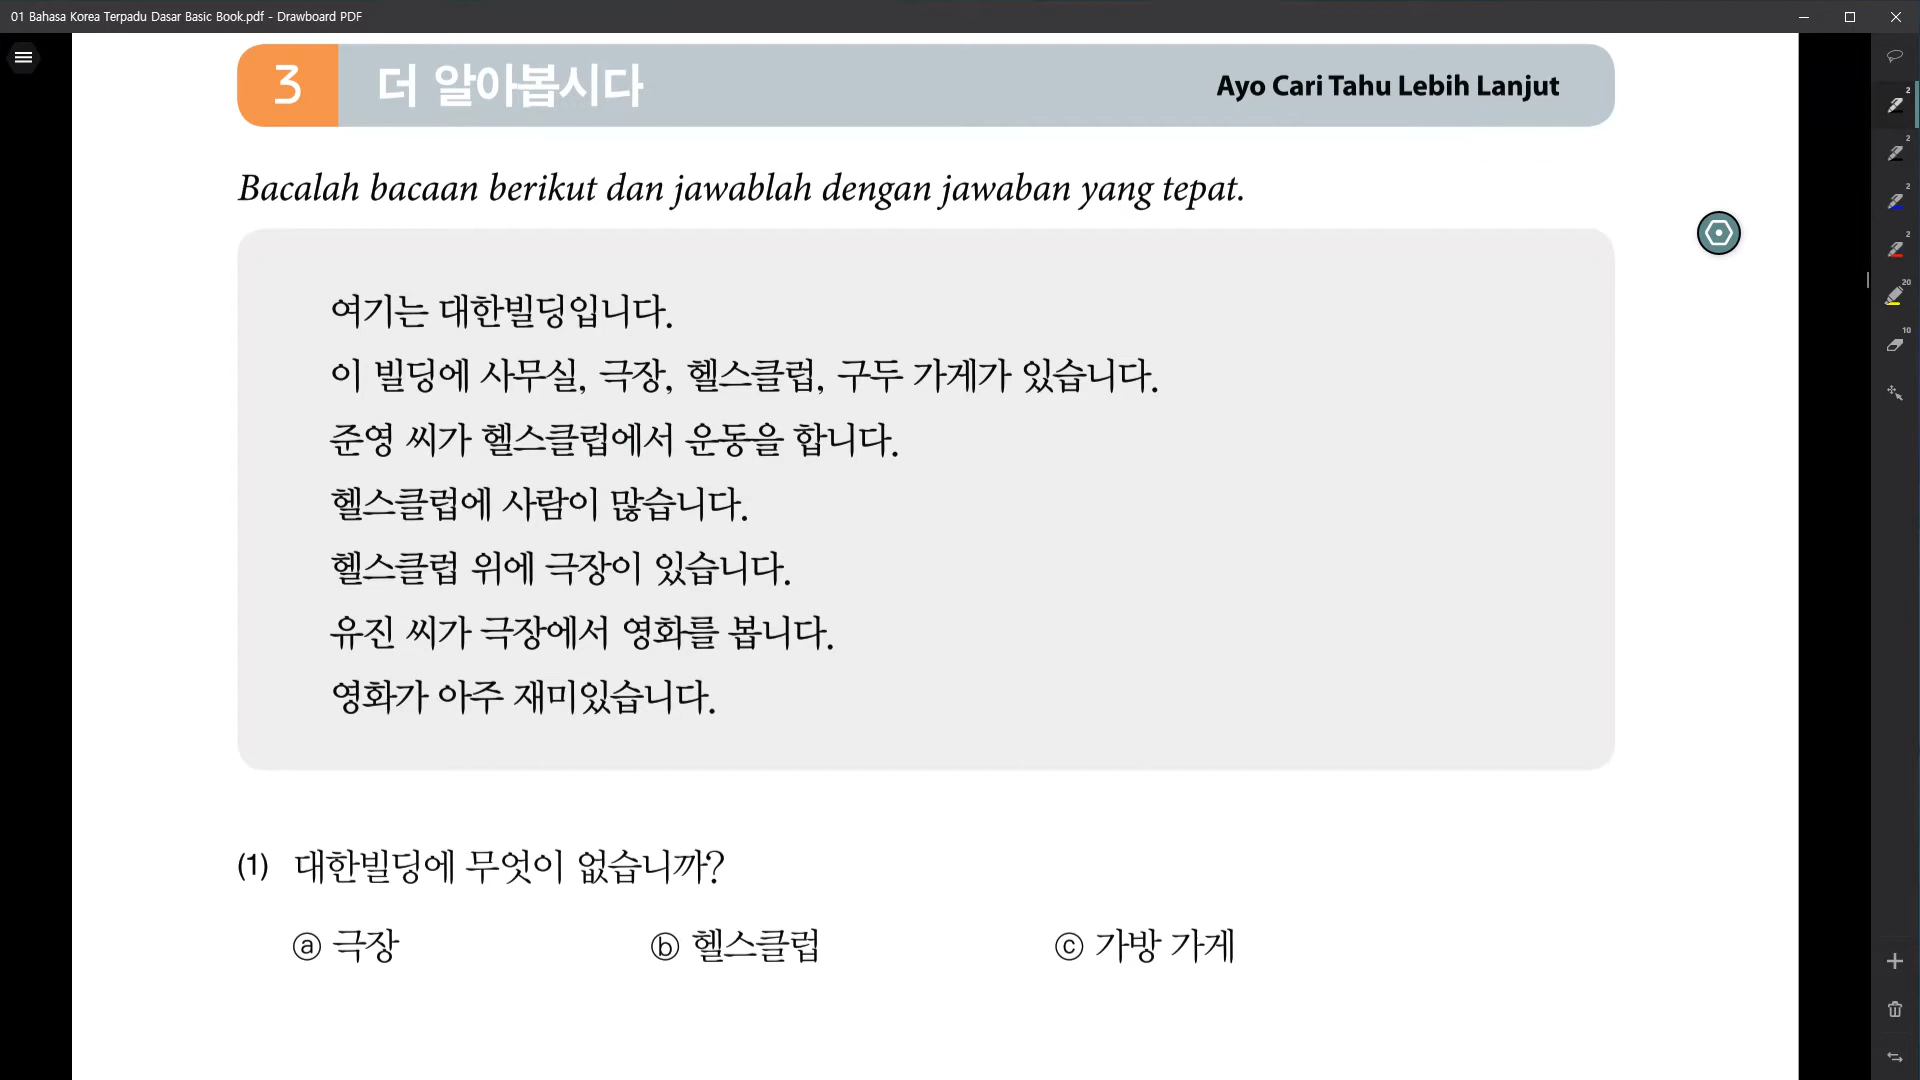 01 Bahasa Korea Terpadu Dasar Basic Book.pdf - Drawboard PDF
3 더 알아봅시다 Ayo Cari Tahu Lebih Lanjut
Bacalah bacaan berikut dan jawablah dengan jawaban yang tepat.
여기는 대한빌딩입니다.
이 빌딩에 사무실, 극장, 헬스클럽, 구두 가게가 있습니다.
준영 씨가 헬스클럽에서 운동을 합니다.
헬스클럽에 사람이 많습니다.
헬스클럽 위에 극장이 있습니다.
유진 씨가 극장에서 영화를 봅니다.
영화가 아주 재미있습니다.
(1) 대한빌딩에 무엇이 없습니까?
ⓐ 극장 ⓑ 헬스클럽 ⓒ 가방 가게
2
2
2
2
20
10